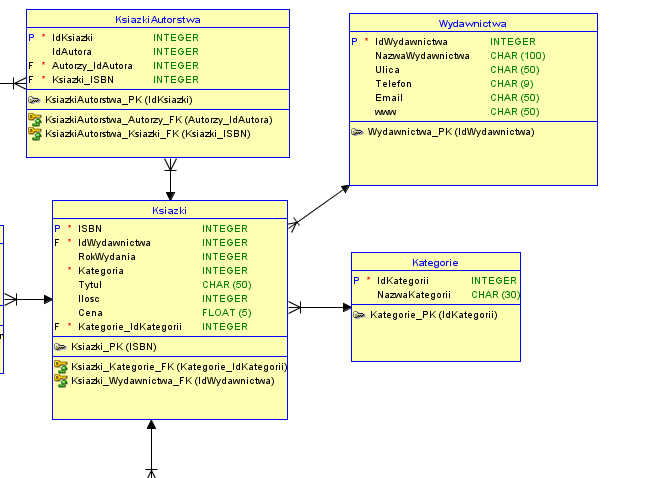 KsiazkiAutorstwa
P * IdKsiazki INTEGER
IdAutora INTEGER
F * Autorzy_IdAutora INTEGER
F * Ksiazki_ISBN INTEGER
KsiazkiAutorstwa_PK (IdKsiazki)
KsiazkiAutorstwa_Autorzy_FK (Autorzy_IdAutora)
KsiazkiAutorstwa_Ksiazki_FK (Ksiazki_ISBN)
Wydawnictwa
P * IdWydawnictwa INTEGER
NazwaWydawnictwa CHAR (100)
Ulica CHAR (50)
Telefon CHAR (9)
Email CHAR (50)
www CHAR (50)
Wydawnictwa_PK (IdWydawnictwa)
Ksiazki
P * ISBN INTEGER
F * IdWydawnictwa INTEGER
RokWydania INTEGER
* Kategoria INTEGER
Tytul CHAR (50)
Ilosc INTEGER
Cena FLOAT (5)
F * Kategorie_IdKategorii INTEGER
Ksiazki_PK (ISBN)
Ksiazki_Kategorie_FK (Kategorie_IdKategorii)
Ksiazki_Wydawnictwa_FK (IdWydawnictwa)
Kategorie
P * IdKategorii INTEGER
NazwaKategorii CHAR (30)
Kategorie_PK (IdKategorii)